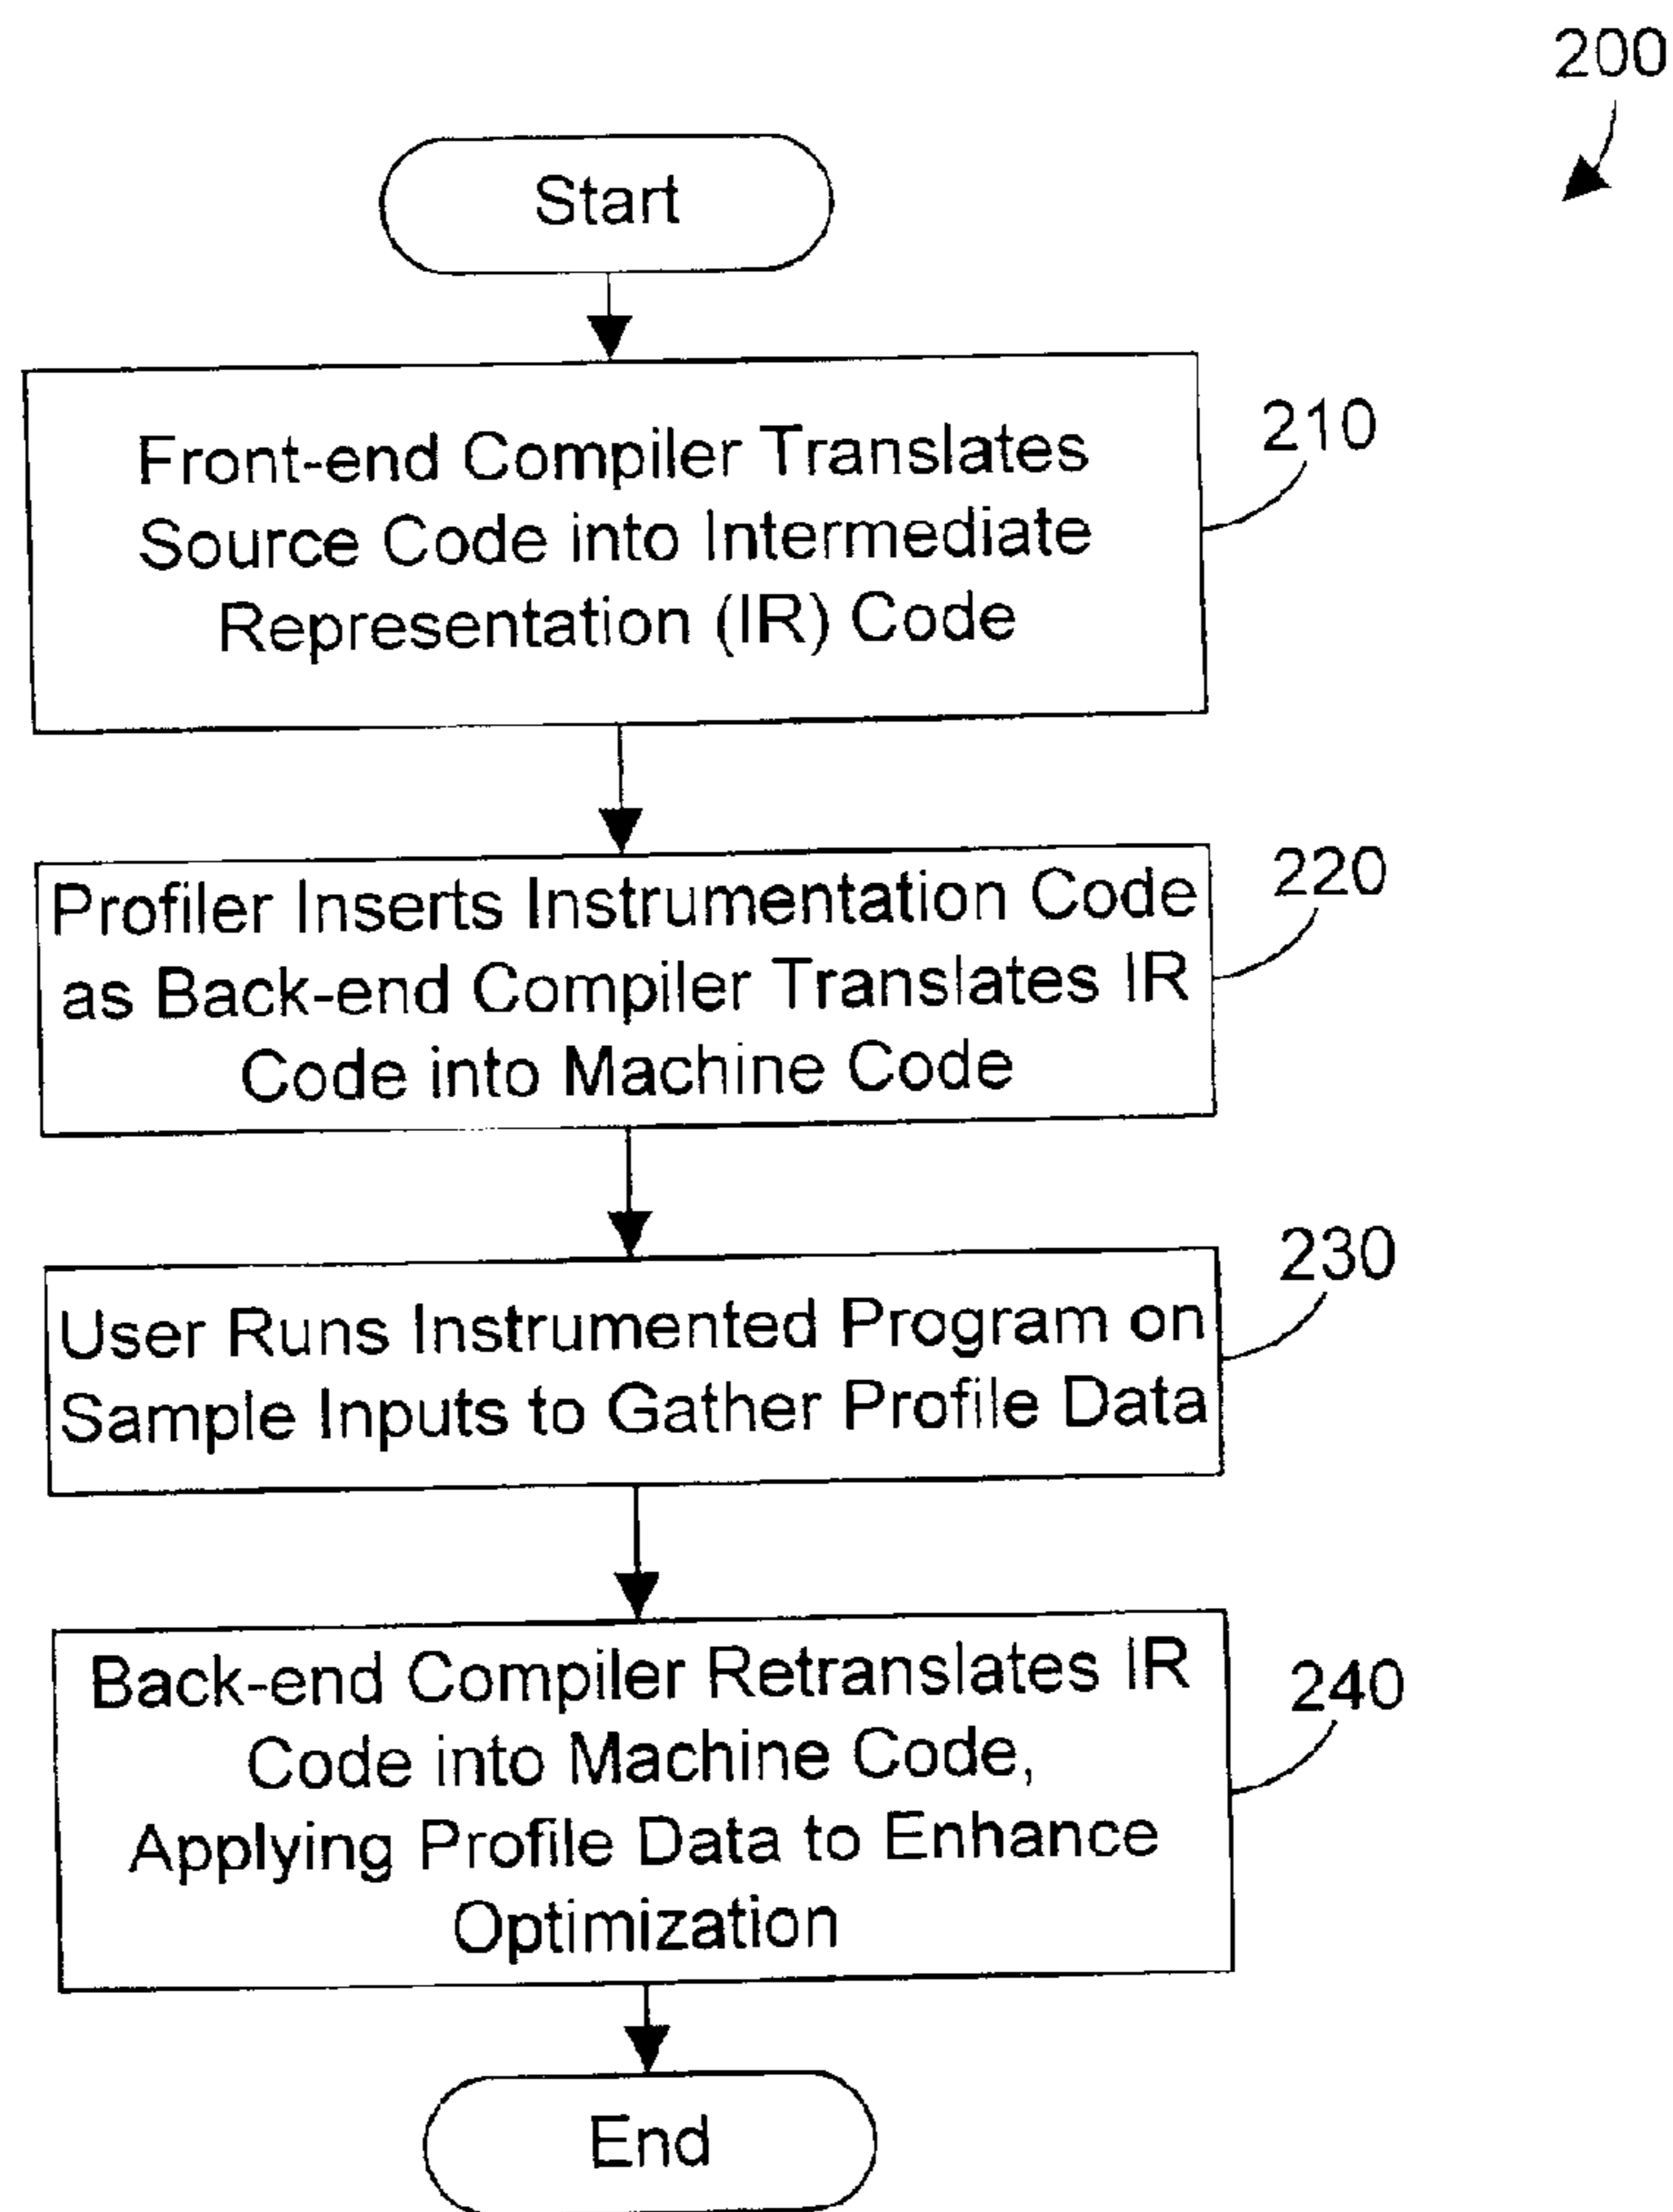 200
Start
Front-end Compiler Translates
Source Code into Intermediate
Representation (IR) Code
210
Profiler Inserts Instrumentation Code
as Back-end Compiler Translates IR
Code into Machine Code
220
User Runs Instrumented Program on
Sample Inputs to Gather Profile Data
230
Back-end Compiler Retranslates IR
Code into Machine Code,
Applying Profile Data to Enhance
Optimization
240
End